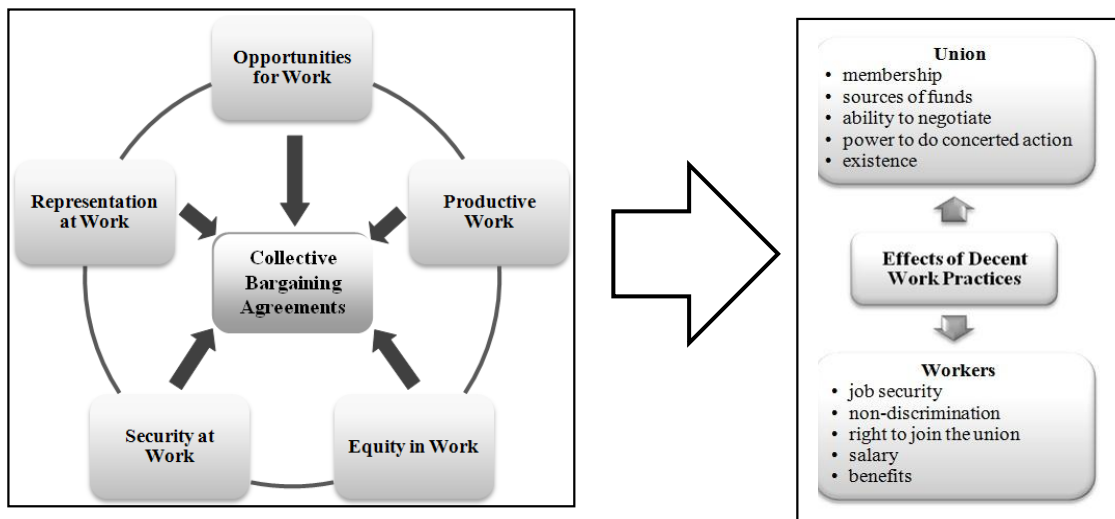 Opportunities
for Work
Representation
at Work
Productive
Work
Collective
Bargaining
Agreements
Security at
Work
Equity in Work
Union
• membership
• sources of funds
• ability to negotiate
• power to do concerted action
• existence
Effects of Decent
Work Practices
Workers
• job security
• non-discrimination
• right to join the union
• salary
• benefits